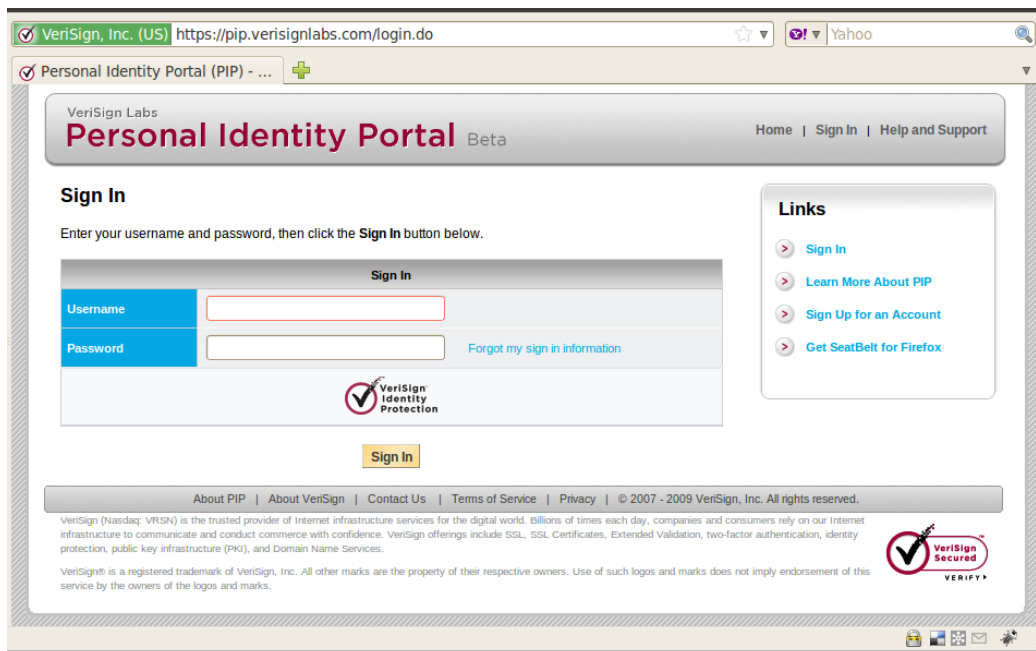 VeriSign, Inc. (US) https://pip.verisignlabs.com/login.do
Y! Yahoo
Personal Identity Portal (PIP) - ...
VeriSign Labs
Personal Identity Portal Beta
Home | Sign In | Help and Support
Sign In
Enter your username and password, then click the Sign In button below.
Sign In
Username
Password
Forgot my sign in information
VeriSign
Identity
Protection
Sign In
Links
Sign In
Learn More About PIP
Sign Up for an Account
Get SeatBelt for Firefox
About PIP | About VeriSign | Contact Us | Terms of Service | Privacy | © 2007 - 2009 VeriSign, Inc. All rights reserved.
VeriSign (Nasdaq: VRSN) is the trusted provider of Internet infrastructure services for the digital world. Billions of times each day, companies and consumers rely on our Internet
infrastructure to communicate and conduct commerce with confidence. VeriSign offerings include SSL, SSL Certificates, Extended Validation, two-factor authentication, identity
protection, public key infrastructure (PKI), and Domain Name Services.
VeriSign® is a registered trademark of VeriSign, Inc. All other marks are the property of their respective owners. Use of such logos and marks does not imply endorsement of this
service by the owners of the logos and marks.
VeriSign™
Secured
VERIFY